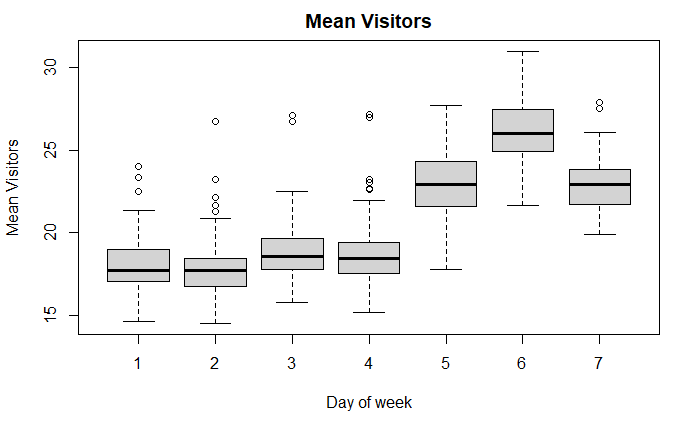 Mean Visitors
Mean Visitors
30
25
20
15
1 2 3 4 5 6 7
Day of week